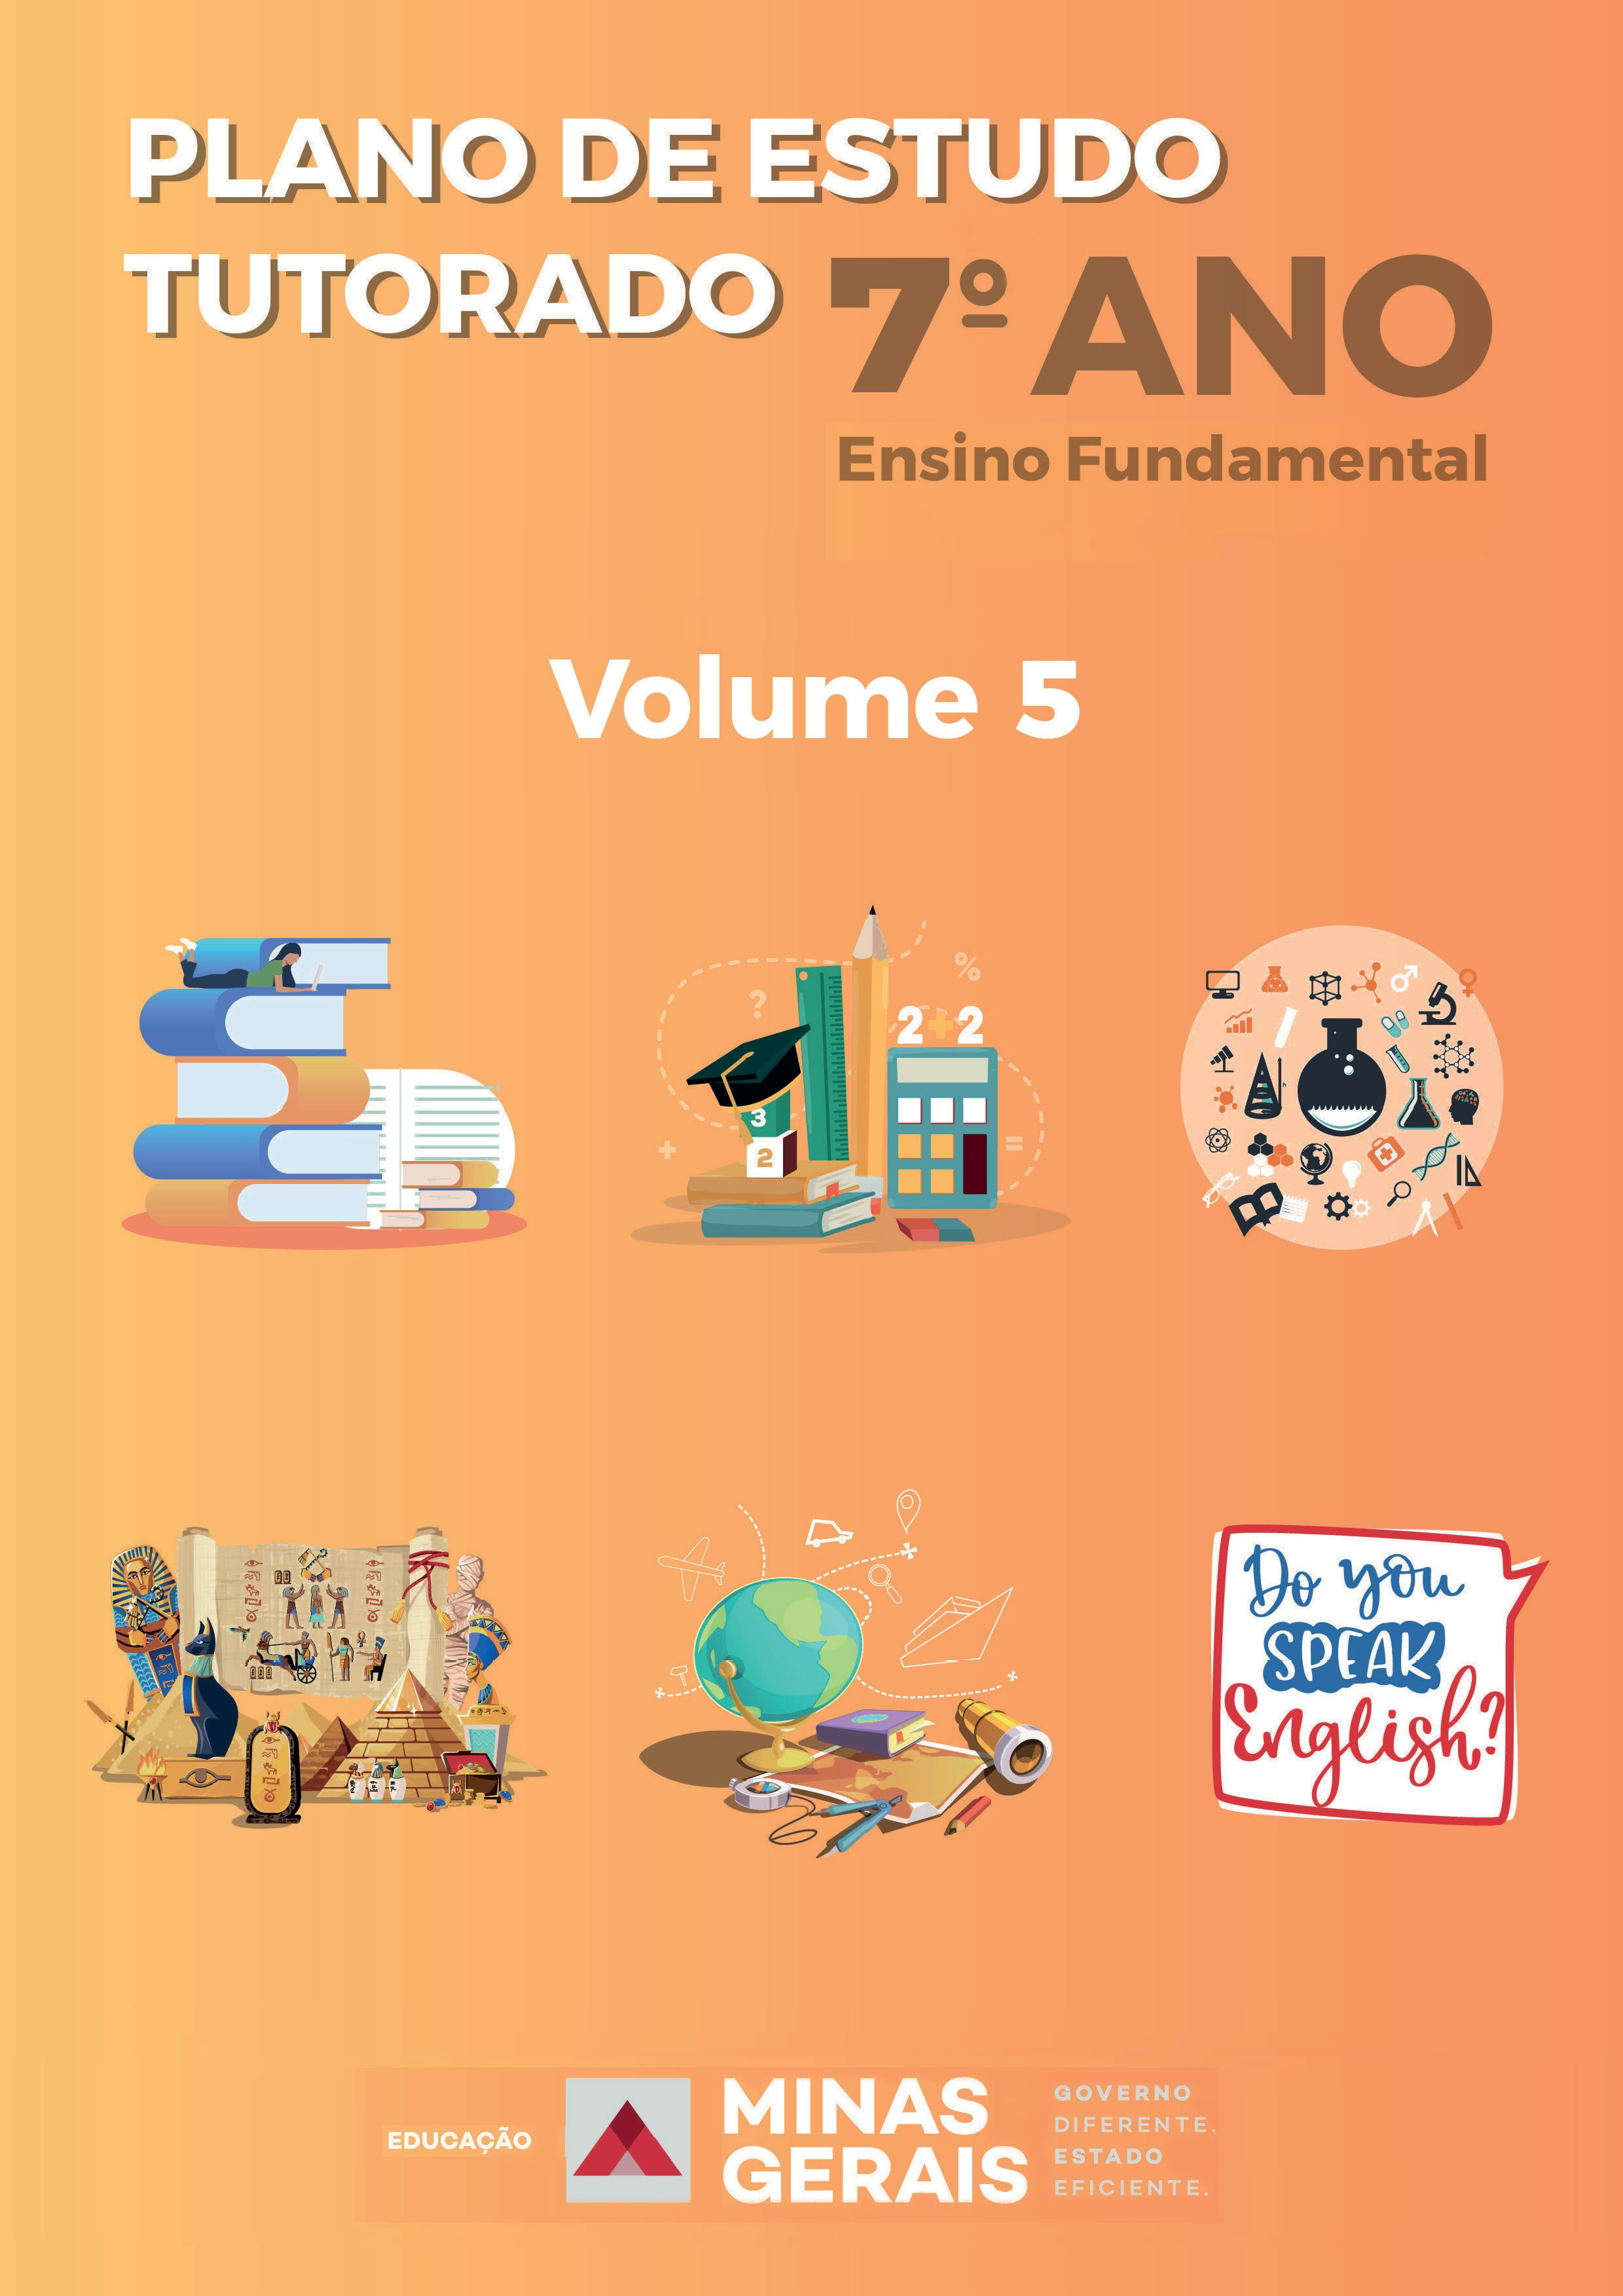 PLANO DE ESTUDO
TUTORADO 7º ANO
Ensino Fundamental
Volume 5
?
%
2 + 2
3
2
+
=
Do you
SPEAK
English?
EDUCAÇÃO
MINAS
GERAIS
GOVERNO
DIFERENTE.
ESTADO
EFICIENTE.